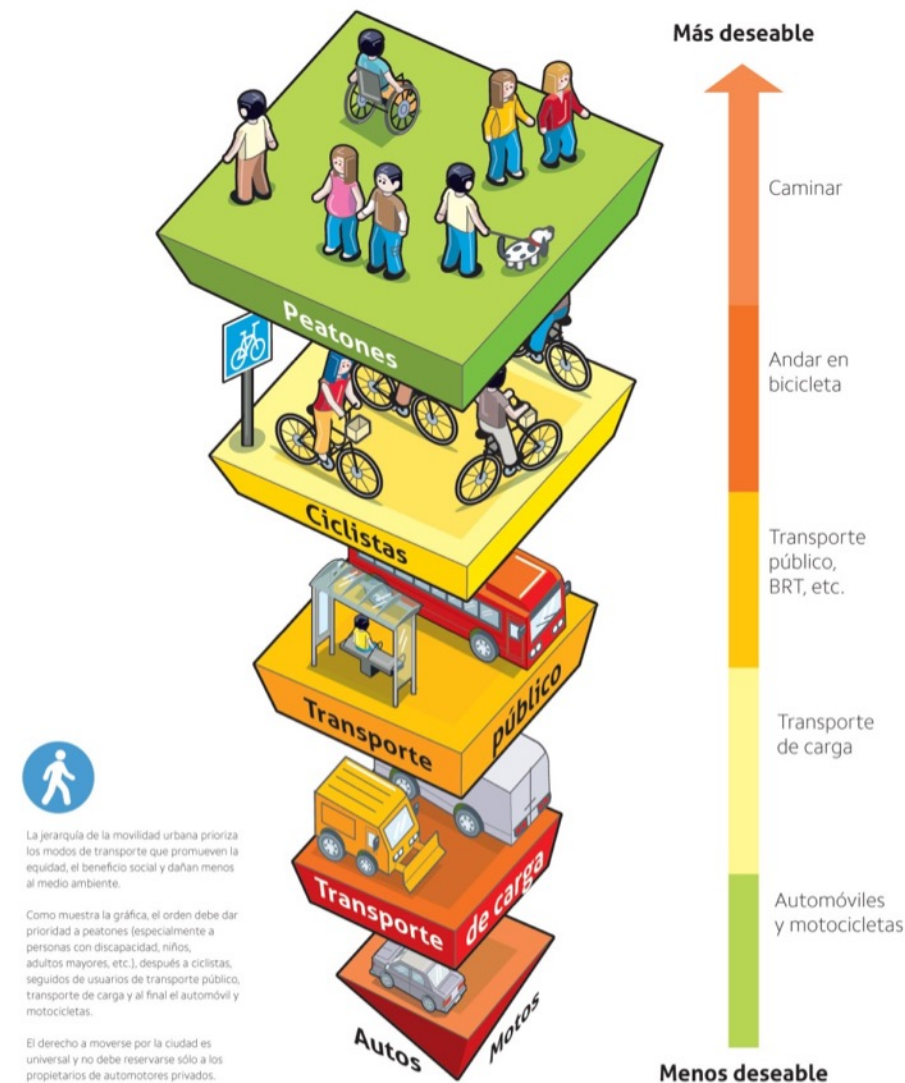 Más deseable
Caminar
Andar en
bicicleta
Transporte
público,
BRT, etc.
Transporte
de carga
Automóviles
y motocicletas
Menos deseable
Peatones
Ciclistas
Transporte público
Transporte de carga
Autos Motos
La jerarquía de la movilidad urbana prioriza
los modos de transporte que promueven la
equidad, el beneficio social y dañan menos
al medio ambiente.
Como muestra la gráfica, el orden debe dar
prioridad a peatones (especialmente a
personas con discapacidad, niños,
adultos mayores, etc.), después a ciclistas,
seguidos de usuarios de transporte público,
transporte de carga y al final el automóvil y
motocicletas.
El derecho a moverse por la ciudad es
universal y no debe reservarse sólo a los
propietarios de automotores privados.